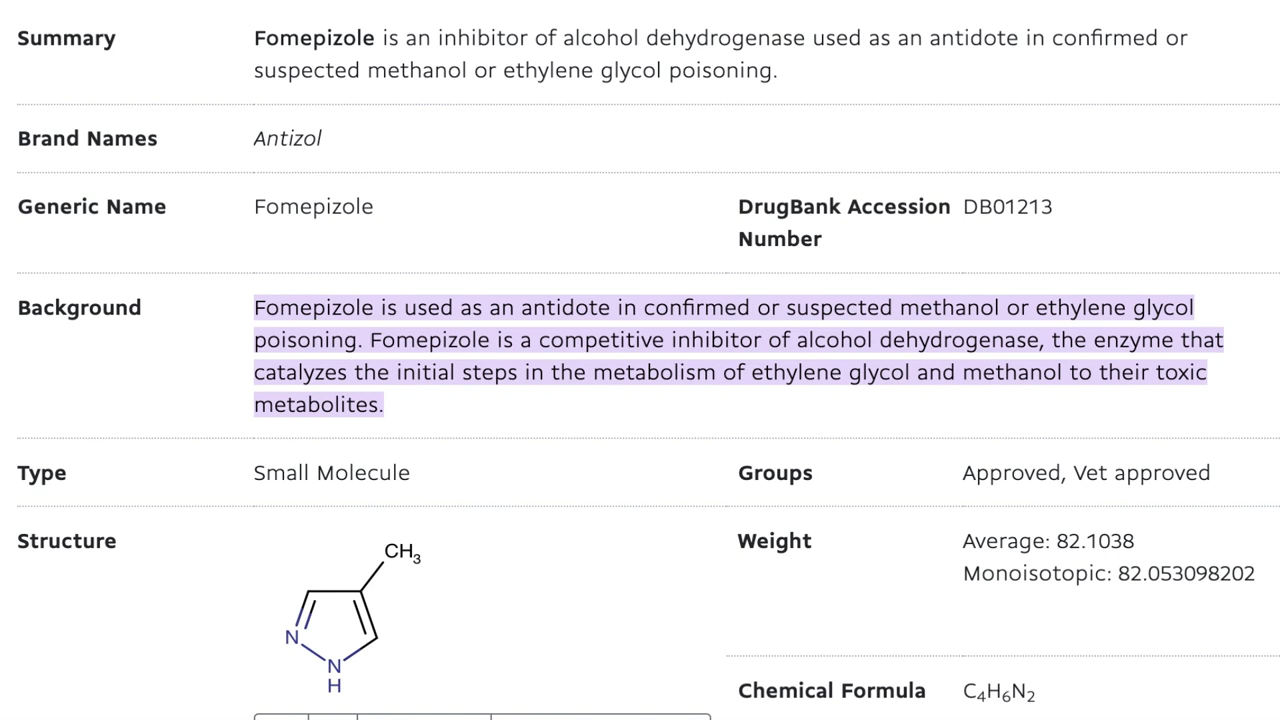 Summary
Fomepizole is an inhibitor of alcohol dehydrogenase used as an antidote in confirmed or
suspected methanol or ethylene glycol poisoning.
Brand Names
Antizol
Generic Name
Fomepizole
DrugBank Accession
Number
DB01213
Background
Fomepizole is used as an antidote in confirmed or suspected methanol or ethylene glycol
poisoning. Fomepizole is a competitive inhibitor of alcohol dehydrogenase, the enzyme that
catalyzes the initial steps in the metabolism of ethylene glycol and methanol to their toxic
metabolites.
Type
Small Molecule
Groups
Approved, Vet approved
Structure
CH₃
N
N
H
Weight
Average: 82.1038
Monoisotopic: 82.053098202
Chemical Formula
C₄H₆N₂